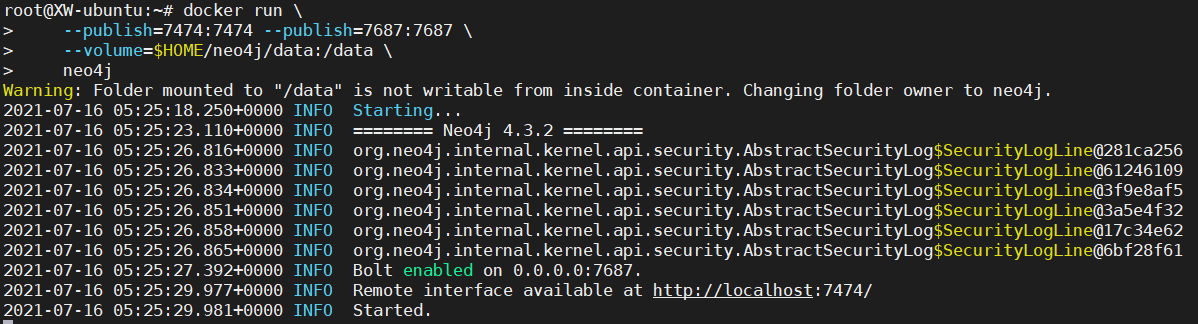 root@XW-ubuntu:~# docker run \
>     --publish=7474:7474 --publish=7687:7687 \
>     --volume=$HOME/neo4j/data:/data \
>     neo4j
Warning: Folder mounted to "/data" is not writable from inside container. Changing folder owner to neo4j.
2021-07-16 05:25:18.250+0000 INFO  Starting...
2021-07-16 05:25:23.110+0000 INFO  ======== Neo4j 4.3.2 ========
2021-07-16 05:25:26.816+0000 INFO  org.neo4j.internal.kernel.api.security.AbstractSecurityLog$SecurityLogLine@281ca256
2021-07-16 05:25:26.833+0000 INFO  org.neo4j.internal.kernel.api.security.AbstractSecurityLog$SecurityLogLine@61246109
2021-07-16 05:25:26.834+0000 INFO  org.neo4j.internal.kernel.api.security.AbstractSecurityLog$SecurityLogLine@3f9e8af5
2021-07-16 05:25:26.851+0000 INFO  org.neo4j.internal.kernel.api.security.AbstractSecurityLog$SecurityLogLine@3a5e4f32
2021-07-16 05:25:26.858+0000 INFO  org.neo4j.internal.kernel.api.security.AbstractSecurityLog$SecurityLogLine@17c34e62
2021-07-16 05:25:26.865+0000 INFO  org.neo4j.internal.kernel.api.security.AbstractSecurityLog$SecurityLogLine@6bf28f61
2021-07-16 05:25:27.392+0000 INFO  Bolt enabled on 0.0.0.0:7687.
2021-07-16 05:25:29.977+0000 INFO  Remote interface available at http://localhost:7474/
2021-07-16 05:25:29.981+0000 INFO  Started.